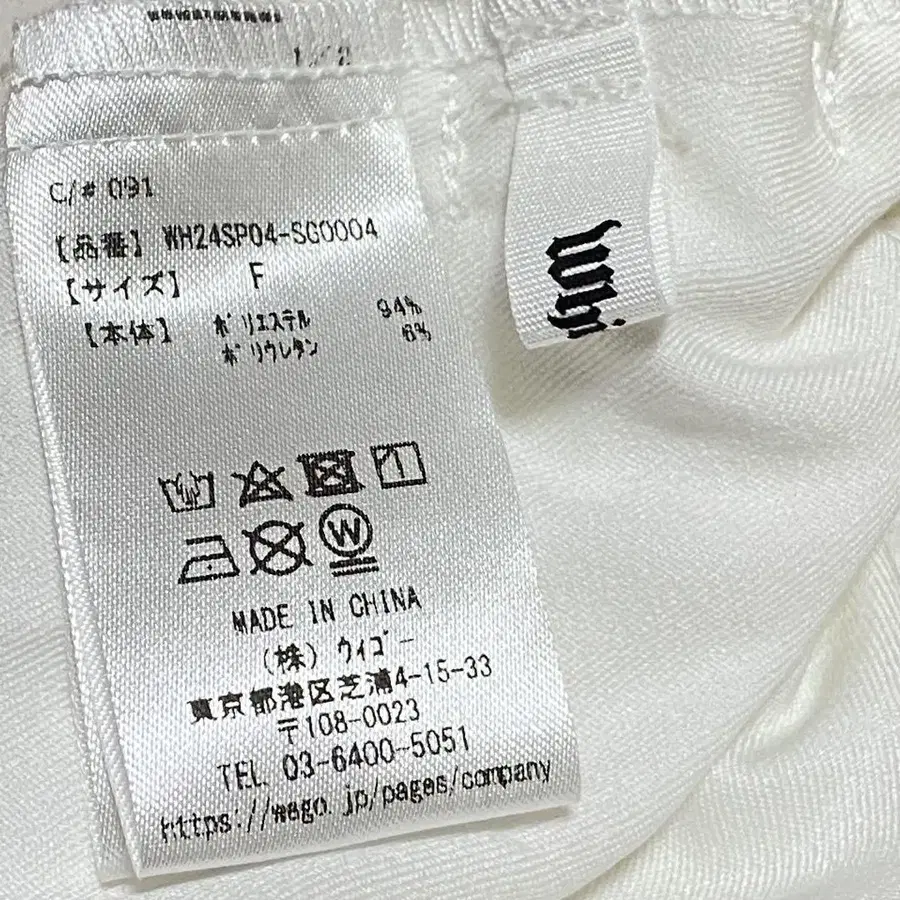 C/# 091
【品番】 WH24SP04-SG0004
【サイズ】 F
【本体】 ポリエステル 94%
ポリウレタン 6%
W
MADE IN CHINA
(株) ウィゴー
東京都港区芝浦4-15-33
〒108-0023
TEL 03-6400-5051
https://wego.jp/pages/company